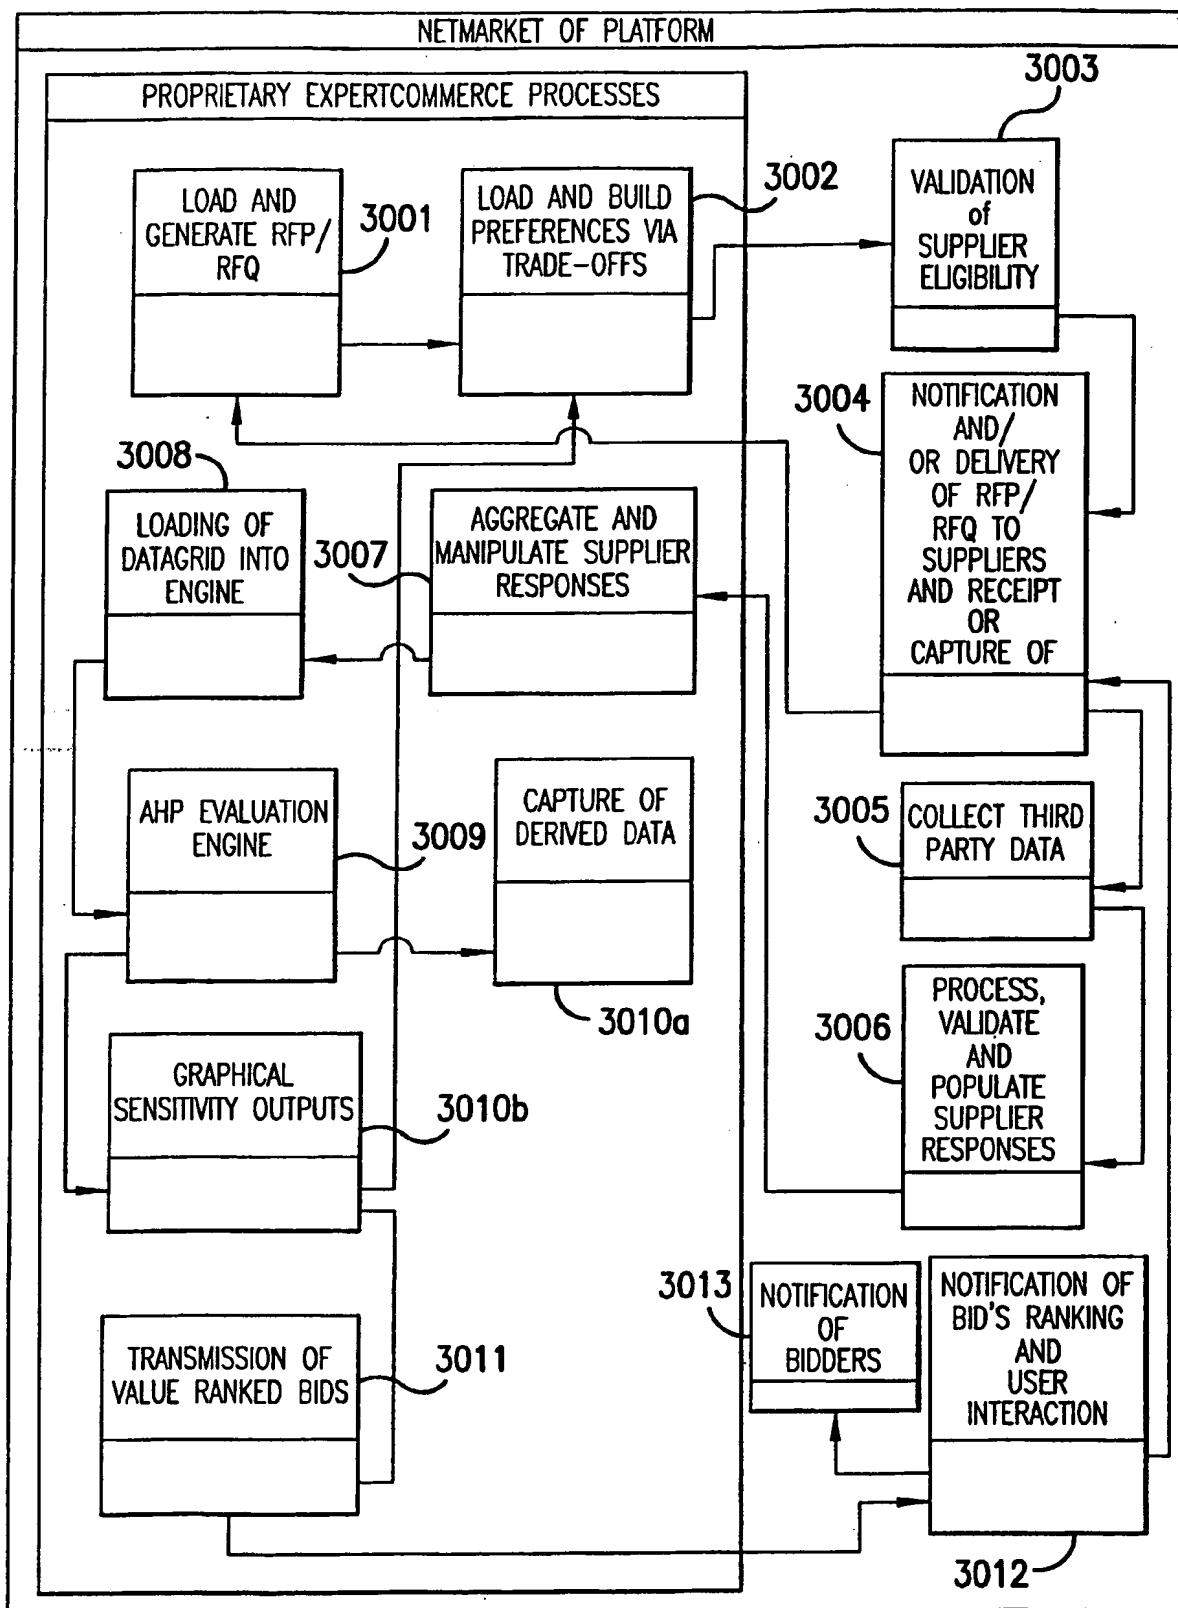 NETMARKET OF PLATFORM
PROPRIETARY EXPERTCOMMERCE PROCESSES
LOAD AND
GENERATE RFP/
RFQ
3001
LOAD AND BUILD
PREFERENCES VIA
TRADE-OFFS
3002
3003
VALIDATION
of
SUPPLIER
ELIGIBILITY
3004
NOTIFICATION
AND/
OR DELIVERY
OF RFP/
RFQ TO
SUPPLIERS
AND RECEIPT
OR
CAPTURE OF
3008
LOADING OF
DATAGRID INTO
ENGINE
3007
AGGREGATE AND
MANIPULATE SUPPLIER
RESPONSES
AHP EVALUATION
ENGINE
3009
CAPTURE OF
DERIVED DATA
3010a
3005
COLLECT THIRD
PARTY DATA
3006
PROCESS,
VALIDATE
AND
POPULATE
SUPPLIER
RESPONSES
GRAPHICAL
SENSITIVITY OUTPUTS
3010b
TRANSMISSION OF
VALUE RANKED BIDS
3011
3013
NOTIFICATION
OF
BIDDERS
NOTIFICATION OF
BID'S RANKING
AND
USER
INTERACTION
3012